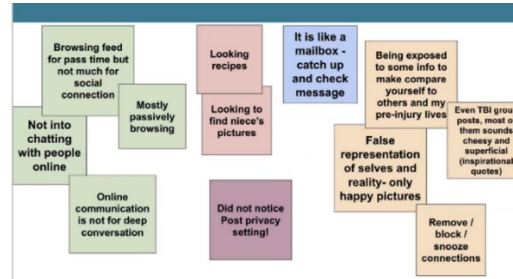 Browsing feed
for pass time but
not much for
social
connection
Mostly
passively
browsing
Not into
chatting
with people
online
Online
communication
is not for deep
conversation
Looking
recipes
Looking to
find niece's
pictures
Did not notice
Post privacy
setting!
It is like a
mailbox -
catch up
and check
message
Being exposed
to some info to
make compare
yourself to
others and my
pre-injury lives
Even TBI group
posts, most of
them sounds
cheesy and
superficial
(inspirational
quotes)
False
representation
of selves and
reality- only
happy pictures
Remove /
block /
snooze
connections